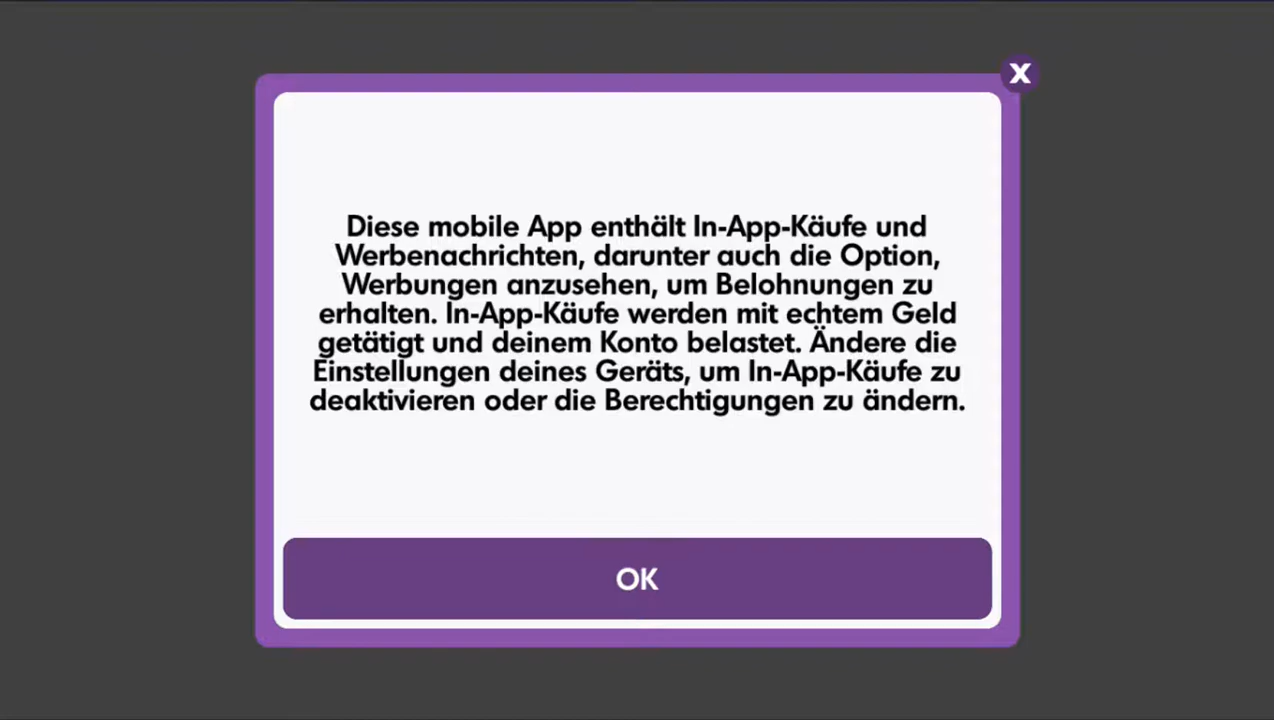 X
Diese mobile App enthält In-App-Käufe und
Werbenachrichten, darunter auch die Option,
Werbungen anzusehen, um Belohnungen zu
erhalten. In-App-Käufe werden mit echtem Geld
getätigt und deinem Konto belastet. Ändere die
Einstellungen deines Geräts, um In-App-Käufe zu
deaktivieren oder die Berechtigungen zu ändern.
OK